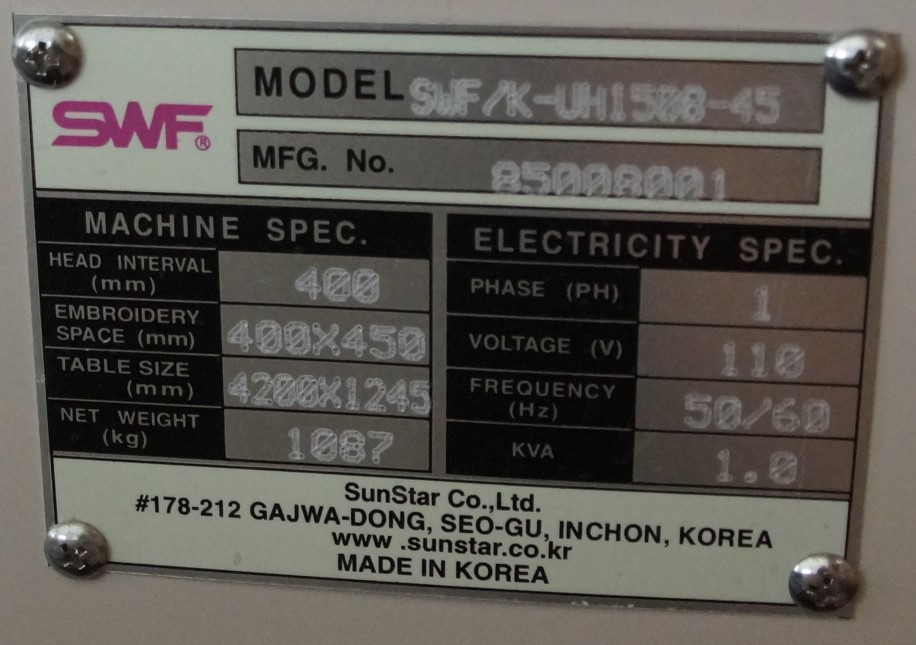 SWF®
MODEL SWF/K-UH1508-45
MFG. No. 85008001
MACHINE SPEC.
HEAD INTERVAL (mm) 400
EMBROIDERY SPACE (mm) 400X450
TABLE SIZE (mm) 4200X1245
NET WEIGHT (kg) 1087
ELECTRICITY SPEC.
PHASE (PH) 1
VOLTAGE (V) 110
FREQUENCY (Hz) 50/60
KVA 1.0
SunStar Co.,Ltd.
#178-212 GAJWA-DONG, SEO-GU, INCHON, KOREA
www .sunstar.co.kr
MADE IN KOREA